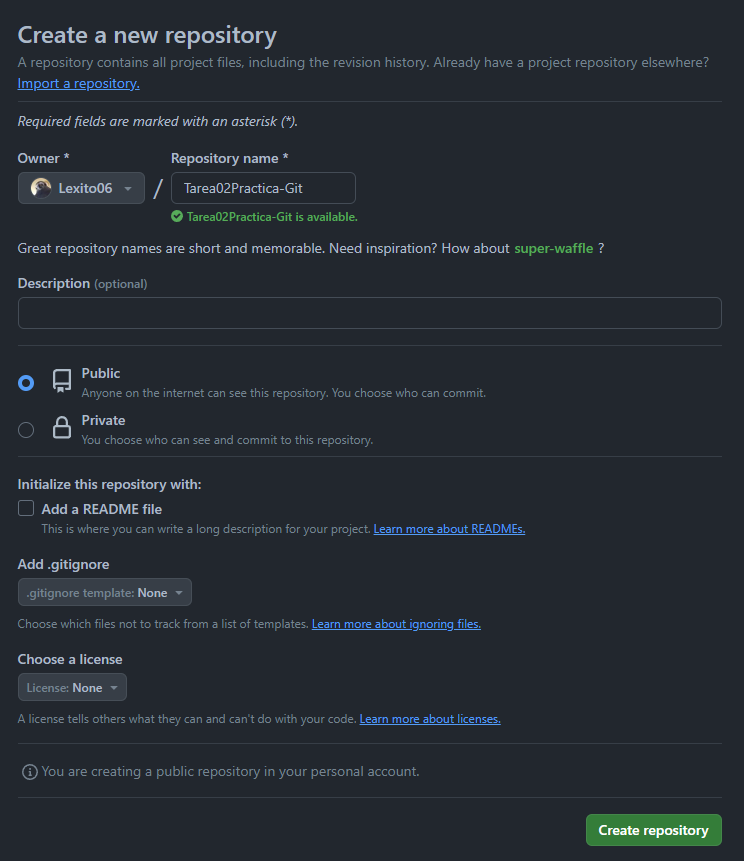 Create a new repository
A repository contains all project files, including the revision history. Already have a project repository elsewhere?
Import a repository.
Required fields are marked with an asterisk (*).
Owner *
Repository name *
Lexito06
/
Tarea02Practica-Git
Tarea02Practica-Git is available.
Great repository names are short and memorable. Need inspiration? How about super-waffle ?
Description (optional)
Public
Anyone on the internet can see this repository. You choose who can commit.
Private
You choose who can see and commit to this repository.
Initialize this repository with:
Add a README file
This is where you can write a long description for your project. Learn more about READMEs.
Add .gitignore
.gitignore template: None
Choose which files not to track from a list of templates. Learn more about ignoring files.
Choose a license
License: None
A license tells others what they can and can't do with your code. Learn more about licenses.
You are creating a public repository in your personal account.
Create repository